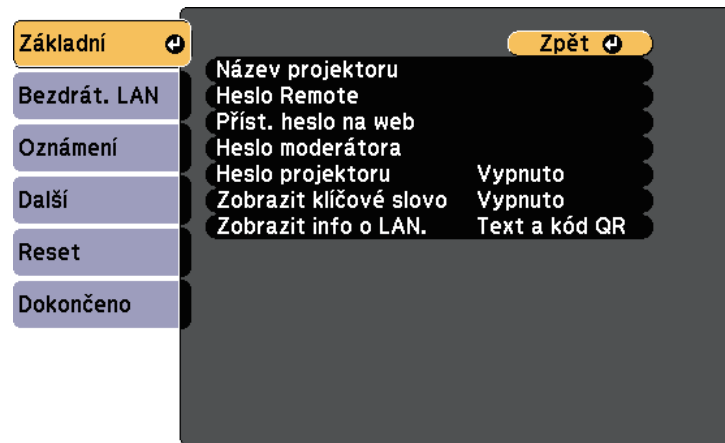 Základní
Bezdrát. LAN
Oznámení
Další
Reset
Dokončeno
Zpět
Název projektoru
Heslo Remote
Příst. heslo na web
Heslo moderátora
Heslo projektoru Vypnuto
Zobrazit klíčové slovo Vypnuto
Zobrazit info o LAN. Text a kód QR